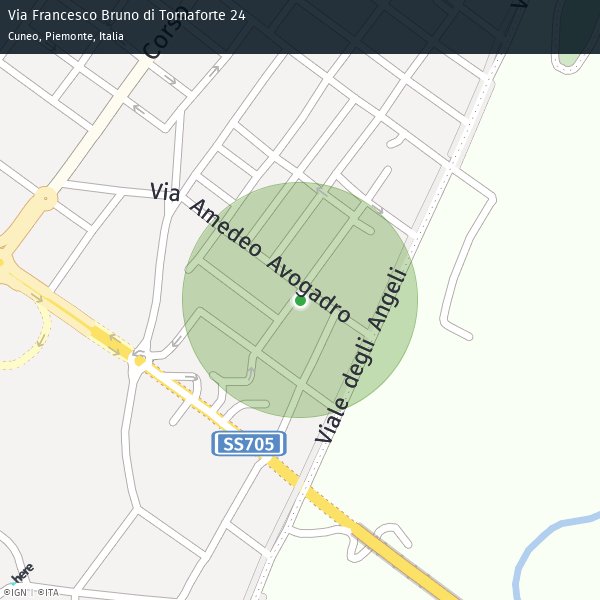 Via Francesco Bruno di Tornaforte 24
Cuneo, Piemonte, Italia
Corso
V
Via Amedeo Avogadro
Viale degli Angeli
SS705
here
©IGN | ©ITA